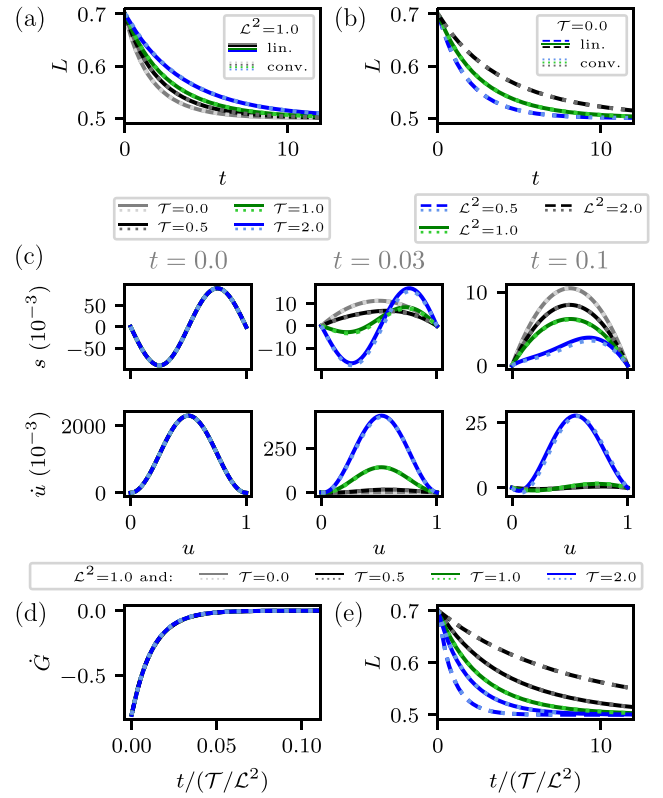 (a)
0.7
0.6
0.5
L
0
10
t
𝓛²=1.0
lin.
conv.
(b)
0.7
0.6
0.5
L
0
10
t
𝒯=0.0
lin.
conv.
𝒯=0.0
𝒯=1.0
𝒯=0.5
𝒯=2.0
𝓛²=0.5
𝓛²=2.0
𝓛²=1.0
(c)
t = 0.0
t = 0.03
t = 0.1
s (10⁻³)
50
0
−50
10
0
−10
10
0
u̇ (10⁻³)
2000
0
250
0
25
0
0
1
0
1
0
1
u
u
u
𝓛²=1.0 and:
𝒯=0.0
𝒯=0.5
𝒯=1.0
𝒯=2.0
(d)
0.0
−0.5
Ġ
0.00
0.05
0.10
t/(𝒯/𝓛²)
(e)
0.7
0.6
0.5
L
0
10
t/(𝒯/𝓛²)